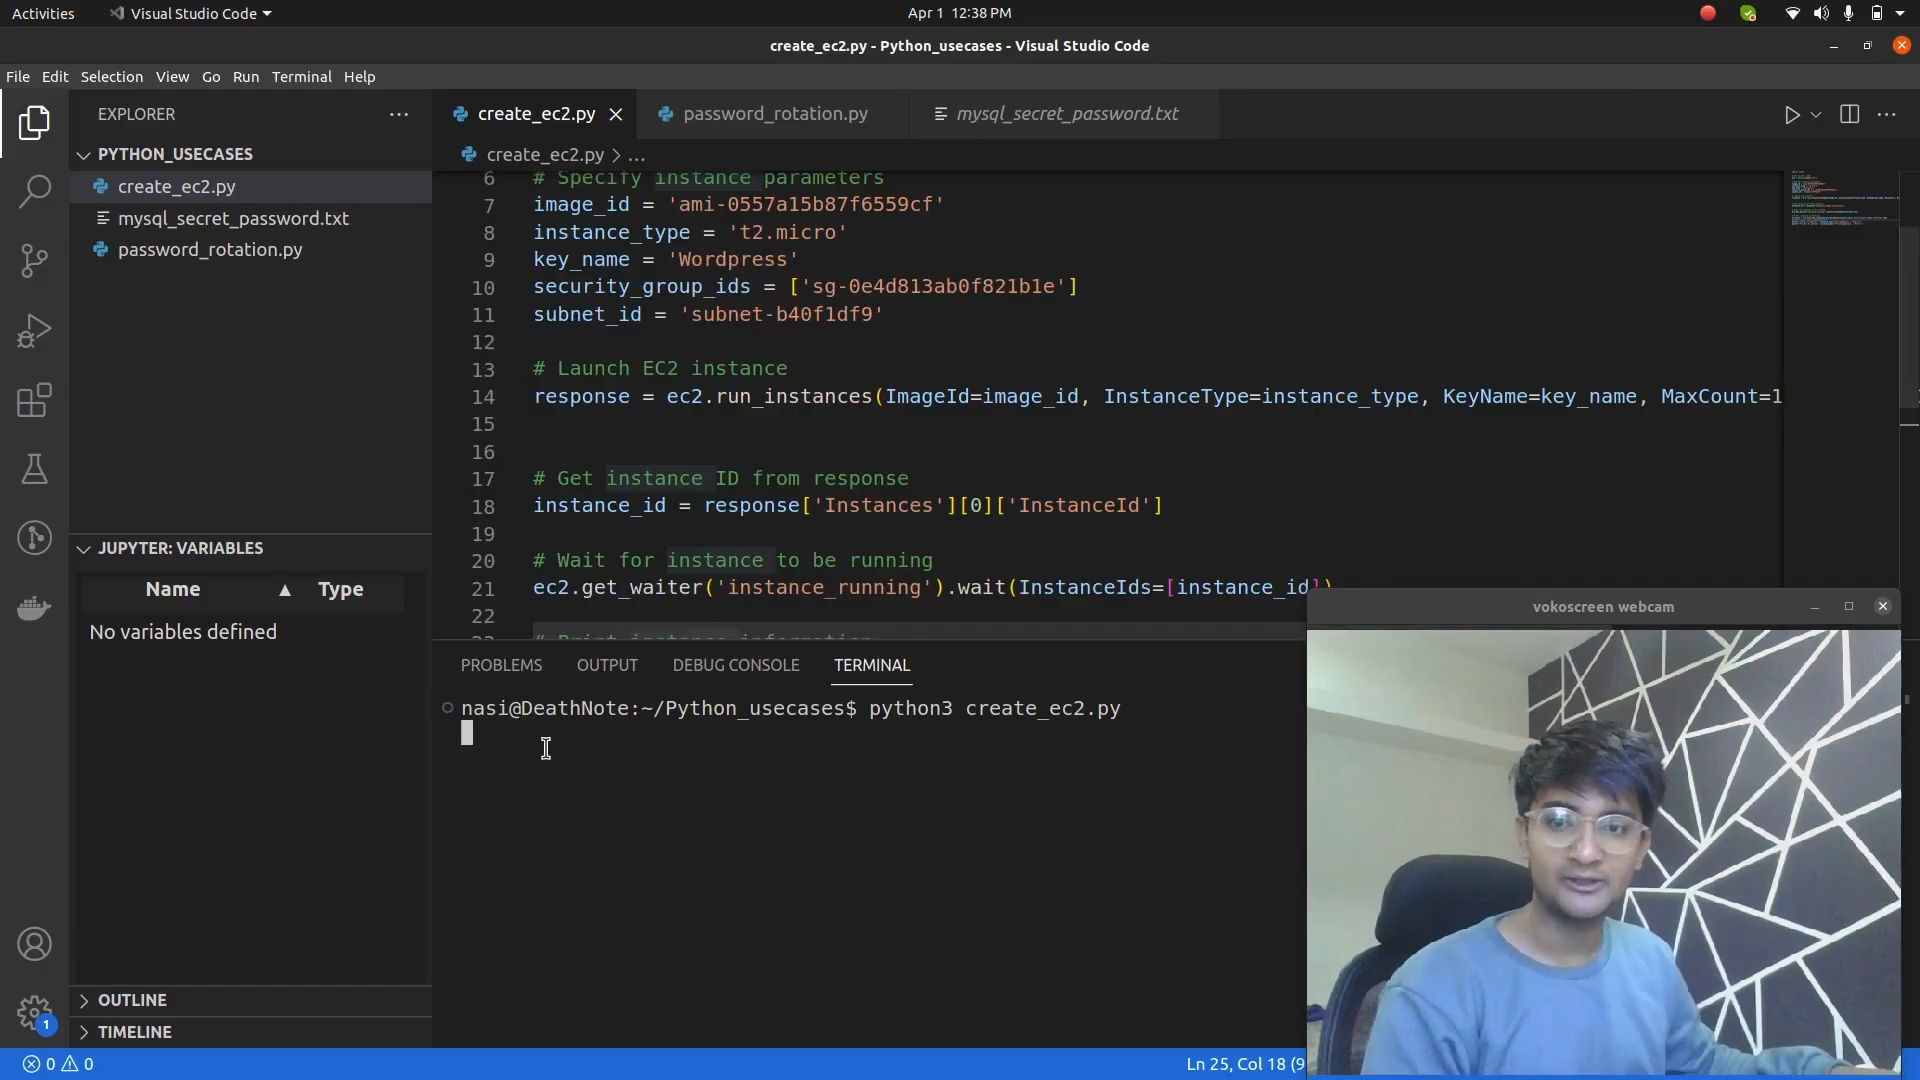 Activities
Visual Studio Code
Apr 1 12:38 PM
create_ec2.py - Python_usecases - Visual Studio Code
File Edit Selection View Go Run Terminal Help
EXPLORER
PYTHON_USECASES
create_ec2.py
mysql_secret_password.txt
password_rotation.py
JUPYTER: VARIABLES
Name Type
No variables defined
OUTLINE
TIMELINE
1
create_ec2.py password_rotation.py mysql_secret_password.txt
create_ec2.py > ...
6 # Specify instance parameters
7 image_id = 'ami-0557a15b87f6559cf'
8 instance_type = 't2.micro'
9 key_name = 'Wordpress'
10 security_group_ids = ['sg-0e4d813ab0f821b1e']
11 subnet_id = 'subnet-b40f1df9'
12
13 # Launch EC2 instance
14 response = ec2.run_instances(ImageId=image_id, InstanceType=instance_type, KeyName=key_name, MaxCount=1
15
16
17 # Get instance ID from response
18 instance_id = response['Instances'][0]['InstanceId']
19
20 # Wait for instance to be running
21 ec2.get_waiter('instance_running').wait(InstanceIds=[instance_id])
22
23 # Print instance information
PROBLEMS OUTPUT DEBUG CONSOLE TERMINAL
nasi@DeathNote:~/Python_usecases$ python3 create_ec2.py
vokoscreen webcam
0 0
Ln 25, Col 18 (9